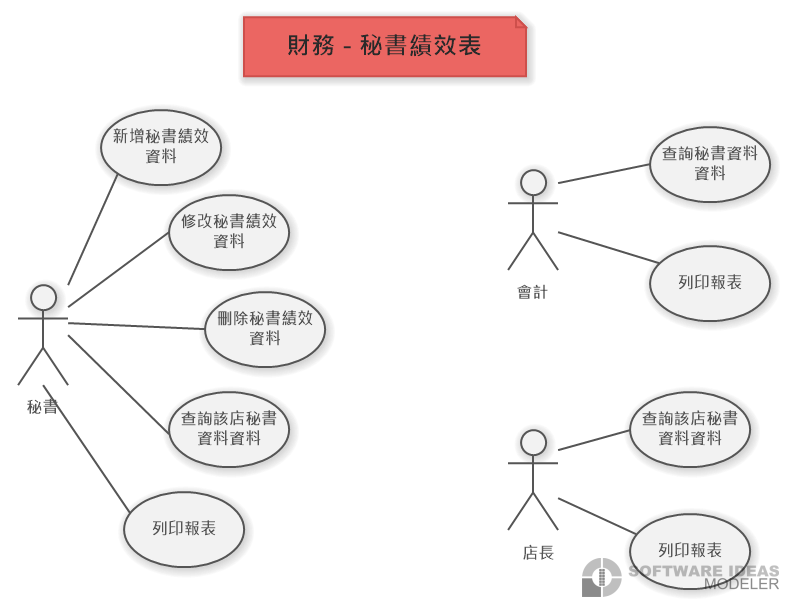 財務 - 秘書績效表
新增秘書績效
資料
修改秘書績效
資料
刪除秘書績效
資料
查詢該店秘書
資料資料
列印報表
秘書
查詢秘書資料
資料
列印報表
會計
查詢該店秘書
資料資料
列印報表
店長
SOFTWARE IDEAS
MODELER